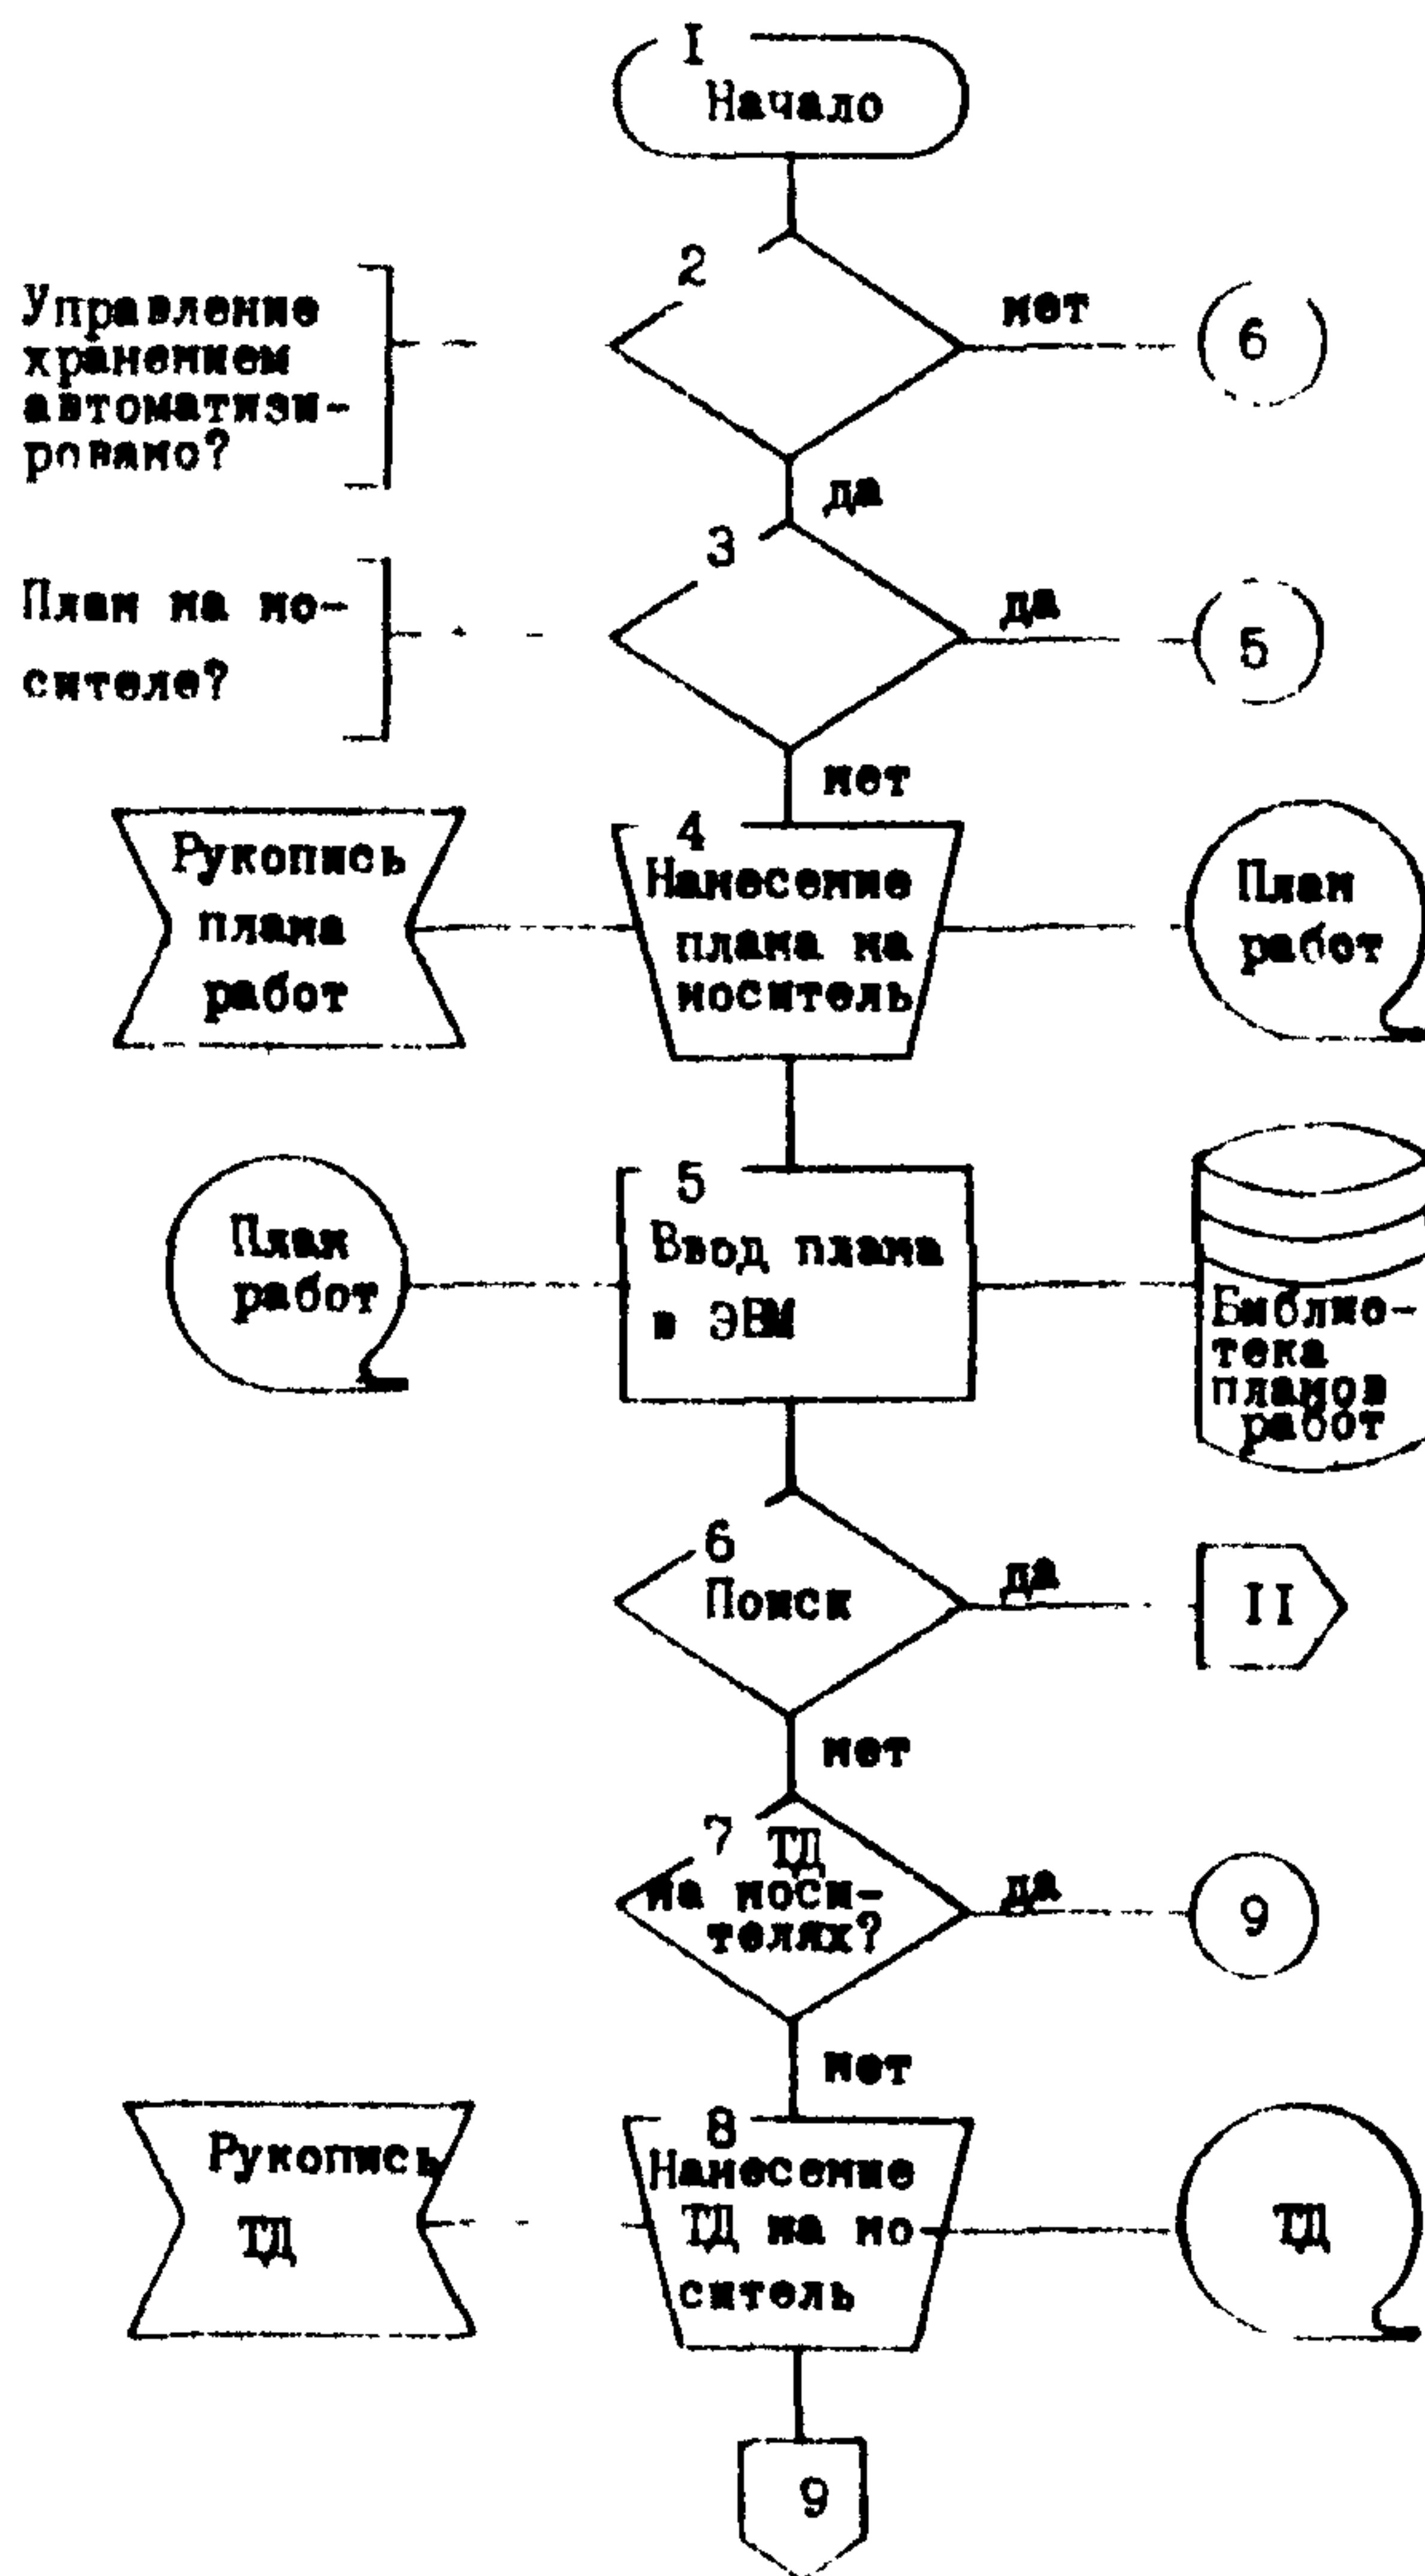 I
Начало
2
Управление
хранением
автоматизи-
ровано?
нет
6
да
3
План на но-
сителе?
да
5
нет
Рукопись
плана
работ
4
Нанесение
плана на
носитель
План
работ
План
работ
5
Ввод плана
в ЭВМ
Библио-
тека
планов
работ
6
Поиск
да
II
нет
7 ТД
на носи-
телях?
да
9
нет
Рукопись
ТД
8
Нанесение
ТД на но
ситель
ТД
9